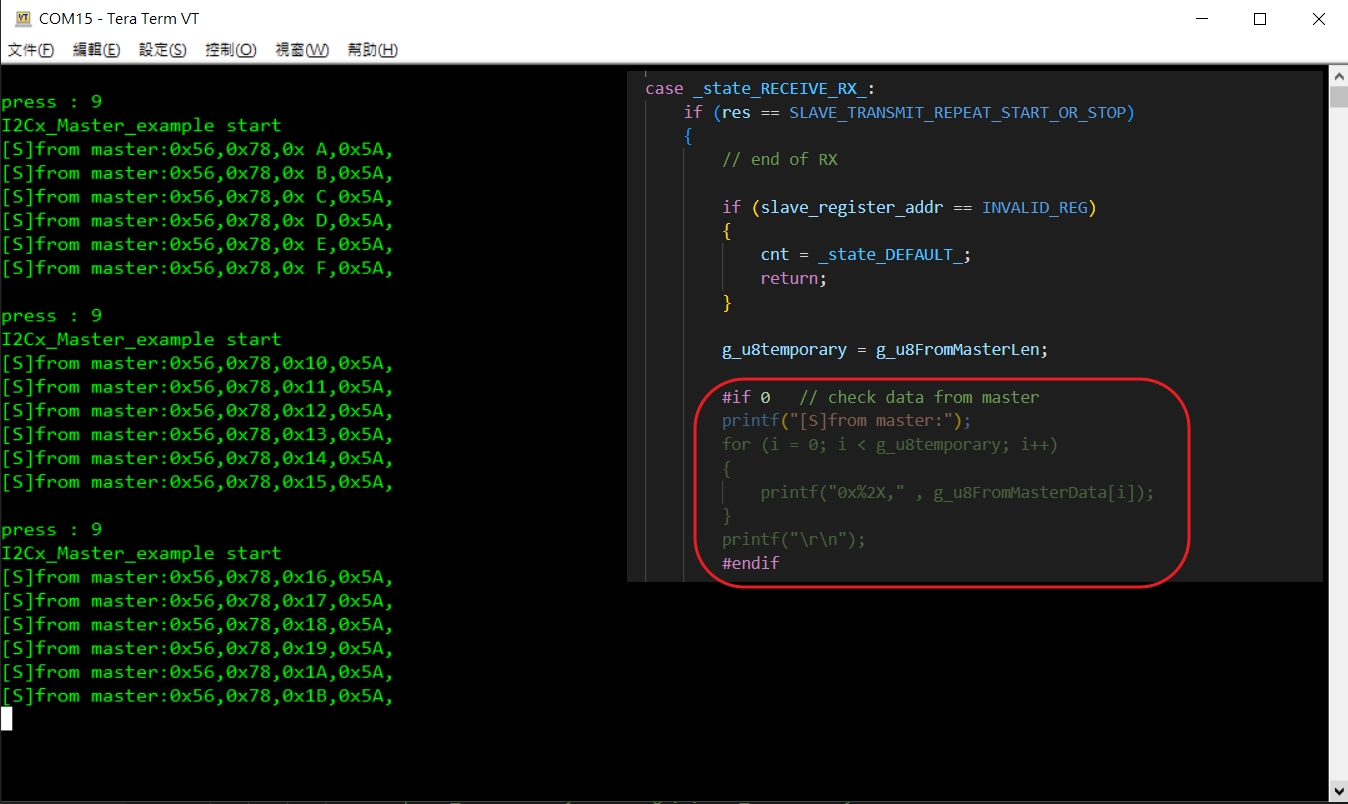 COM15 - Tera Term VT
文件(F) 編輯(E) 設定(S) 控制(O) 視窗(W) 幫助(H)
press : 9
I2Cx_Master_example start
[S]from master:0x56,0x78,0x A,0x5A,
[S]from master:0x56,0x78,0x B,0x5A,
[S]from master:0x56,0x78,0x C,0x5A,
[S]from master:0x56,0x78,0x D,0x5A,
[S]from master:0x56,0x78,0x E,0x5A,
[S]from master:0x56,0x78,0x F,0x5A,
press : 9
I2Cx_Master_example start
[S]from master:0x56,0x78,0x10,0x5A,
[S]from master:0x56,0x78,0x11,0x5A,
[S]from master:0x56,0x78,0x12,0x5A,
[S]from master:0x56,0x78,0x13,0x5A,
[S]from master:0x56,0x78,0x14,0x5A,
[S]from master:0x56,0x78,0x15,0x5A,
press : 9
I2Cx_Master_example start
[S]from master:0x56,0x78,0x16,0x5A,
[S]from master:0x56,0x78,0x17,0x5A,
[S]from master:0x56,0x78,0x18,0x5A,
[S]from master:0x56,0x78,0x19,0x5A,
[S]from master:0x56,0x78,0x1A,0x5A,
[S]from master:0x56,0x78,0x1B,0x5A,
case _state_RECEIVE_RX_:
if (res == SLAVE_TRANSMIT_REPEAT_START_OR_STOP)
{
// end of RX
if (slave_register_addr == INVALID_REG)
{
cnt = _state_DEFAULT_;
return;
}
g_u8temporary = g_u8FromMasterLen;
#if 0 // check data from master
printf("[S]from master:");
for (i = 0; i < g_u8temporary; i++)
{
printf("0x%2X," , g_u8FromMasterData[i]);
}
printf("\r\n");
#endif